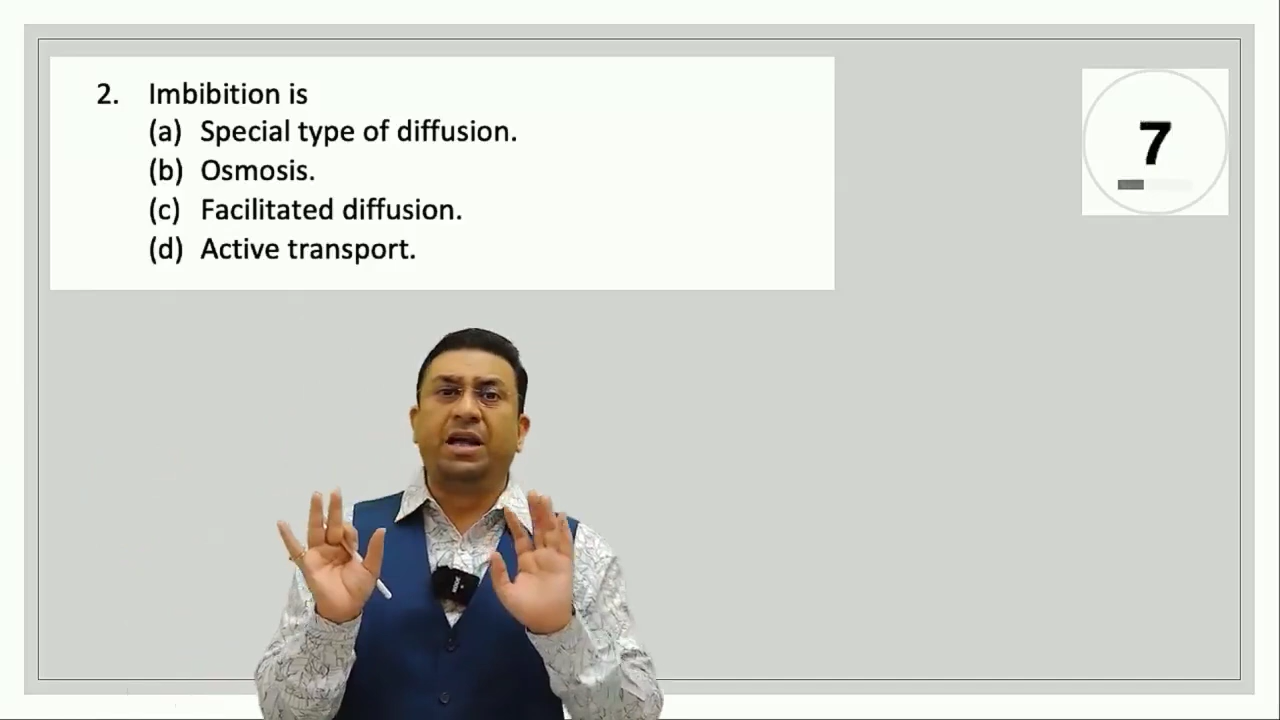 2. Imbibition is
(a) Special type of diffusion.
(b) Osmosis.
(c) Facilitated diffusion.
(d) Active transport.
7